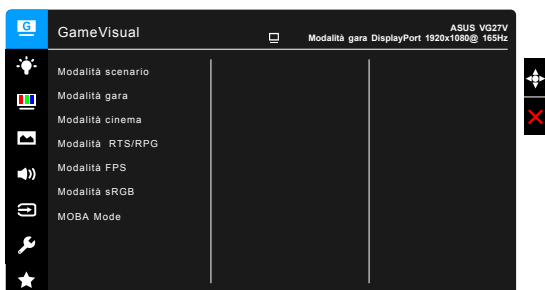 G
GameVisual
ASUS VG27V
Modalità gara DisplayPort 1920x1080@ 165Hz
Modalità scenario
Modalità gara
Modalità cinema
Modalità RTS/RPG
Modalità FPS
Modalità sRGB
MOBA Mode